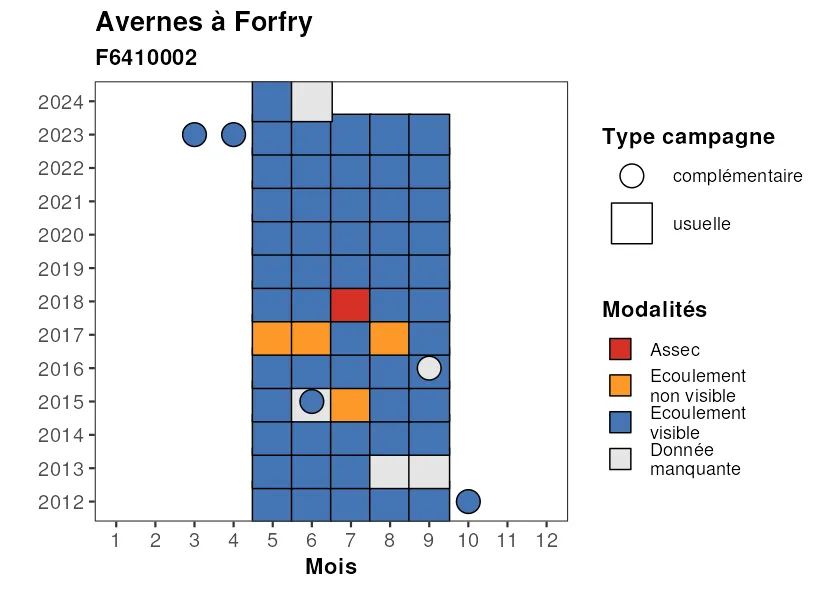 Avernes à Forfry
F6410002
2024
2023
2022
2021
2020
2019
2018
2017
2016
2015
2014
2013
2012
1 2 3 4 5 6 7 8 9 10 11 12
Mois
Type campagne
complémentaire
usuelle
Modalités
Assec
Ecoulement
non visible
Ecoulement
visible
Donnée
manquante